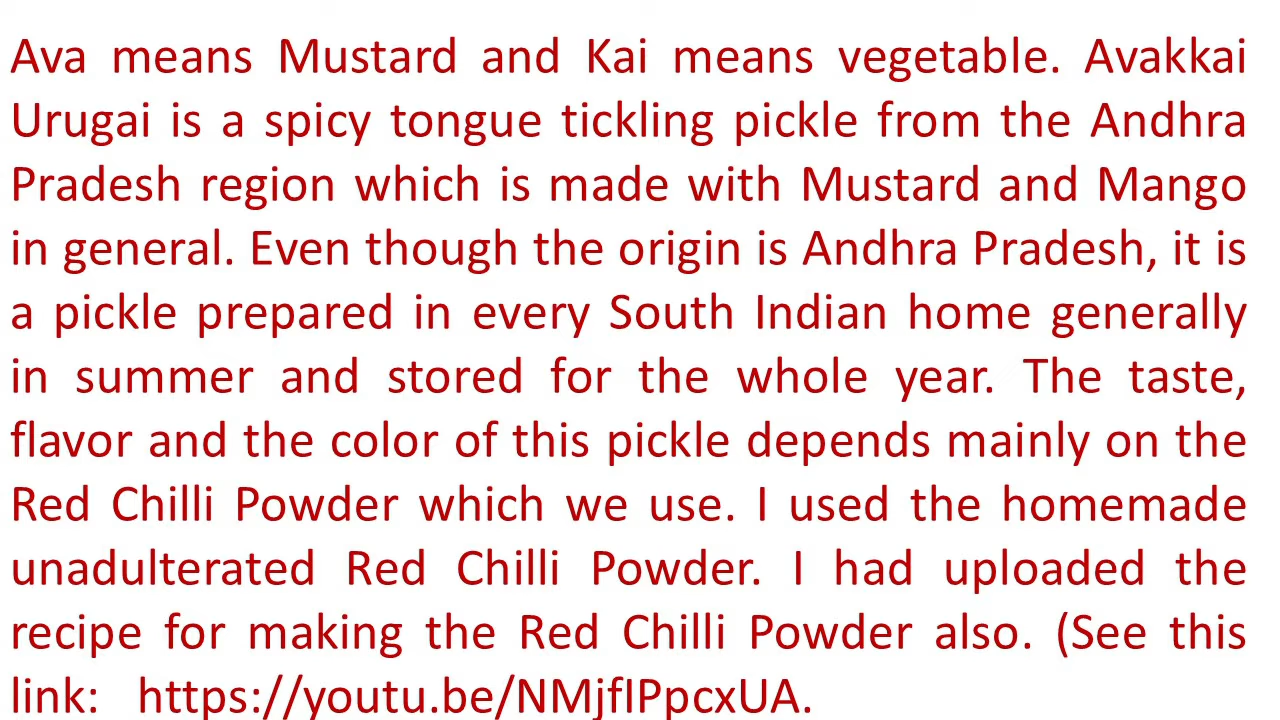 Ava means Mustard and Kai means vegetable. Avakkai
Urugai is a spicy tongue tickling pickle from the Andhra
Pradesh region which is made with Mustard and Mango
in general. Even though the origin is Andhra Pradesh, it is
a pickle prepared in every South Indian home generally
in summer and stored for the whole year. The taste,
flavor and the color of this pickle depends mainly on the
Red Chilli Powder which we use. I used the homemade
unadulterated Red Chilli Powder. I had uploaded the
recipe for making the Red Chilli Powder also. (See this
link: https://youtu.be/NMjfIPpcxUA.